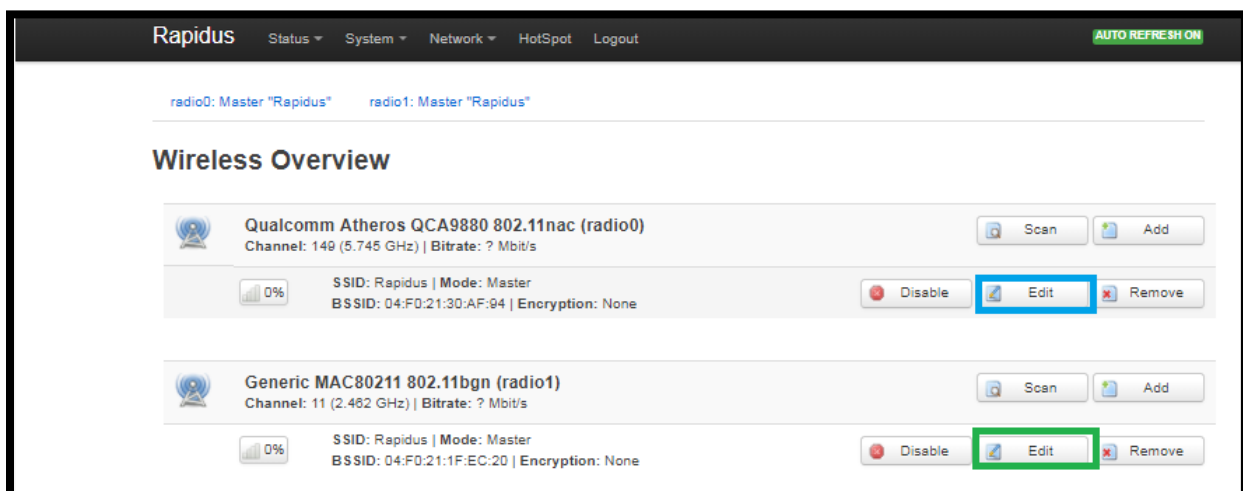 Rapidus Status System Network HotSpot Logout AUTO REFRESH ON
radio0: Master "Rapidus" radio1: Master "Rapidus"
Wireless Overview
Qualcomm Atheros QCA9880 802.11nac (radio0) Scan Add
Channel: 149 (5.745 GHz) | Bitrate: ? Mbit/s
0% SSID: Rapidus | Mode: Master Disable Edit Remove
BSSID: 04:F0:21:30:AF:94 | Encryption: None
Generic MAC80211 802.11bgn (radio1) Scan Add
Channel: 11 (2.462 GHz) | Bitrate: ? Mbit/s
0% SSID: Rapidus | Mode: Master Disable Edit Remove
BSSID: 04:F0:21:1F:EC:20 | Encryption: None